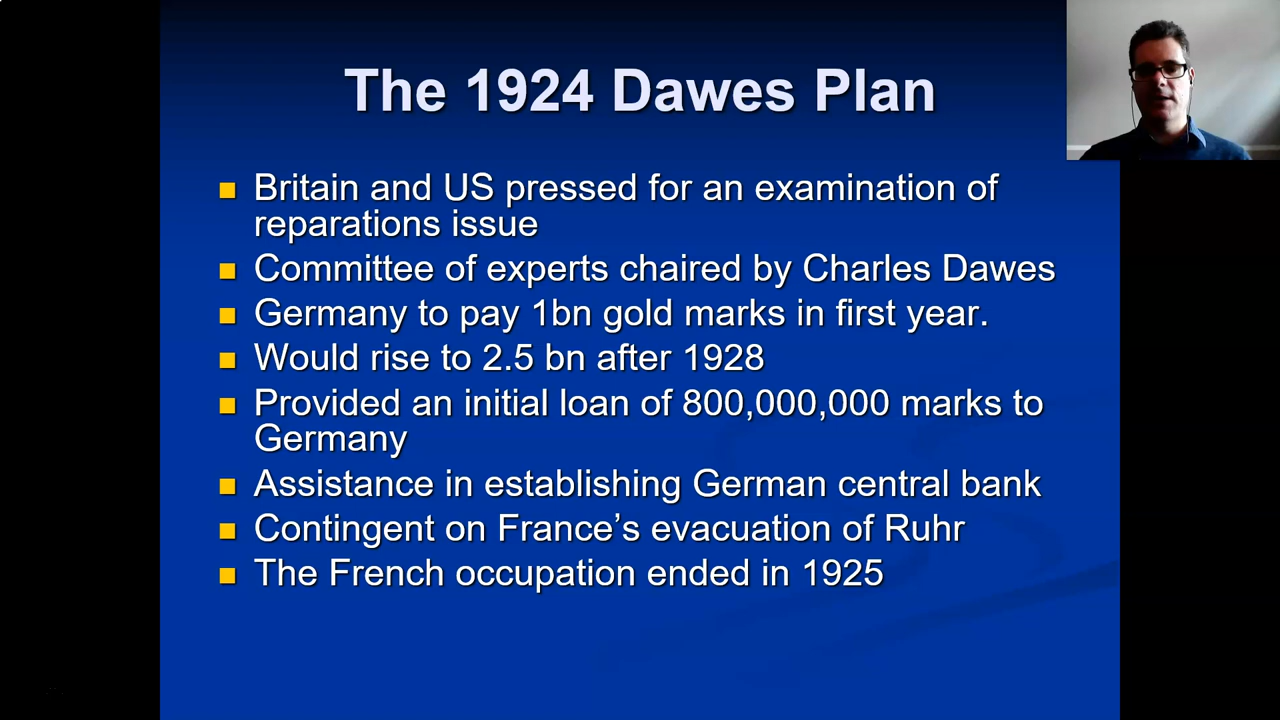 The 1924 Dawes Plan
Britain and US pressed for an examination of
reparations issue
Committee of experts chaired by Charles Dawes
Germany to pay 1bn gold marks in first year.
Would rise to 2.5 bn after 1928
Provided an initial loan of 800,000,000 marks to
Germany
Assistance in establishing German central bank
Contingent on France’s evacuation of Ruhr
The French occupation ended in 1925